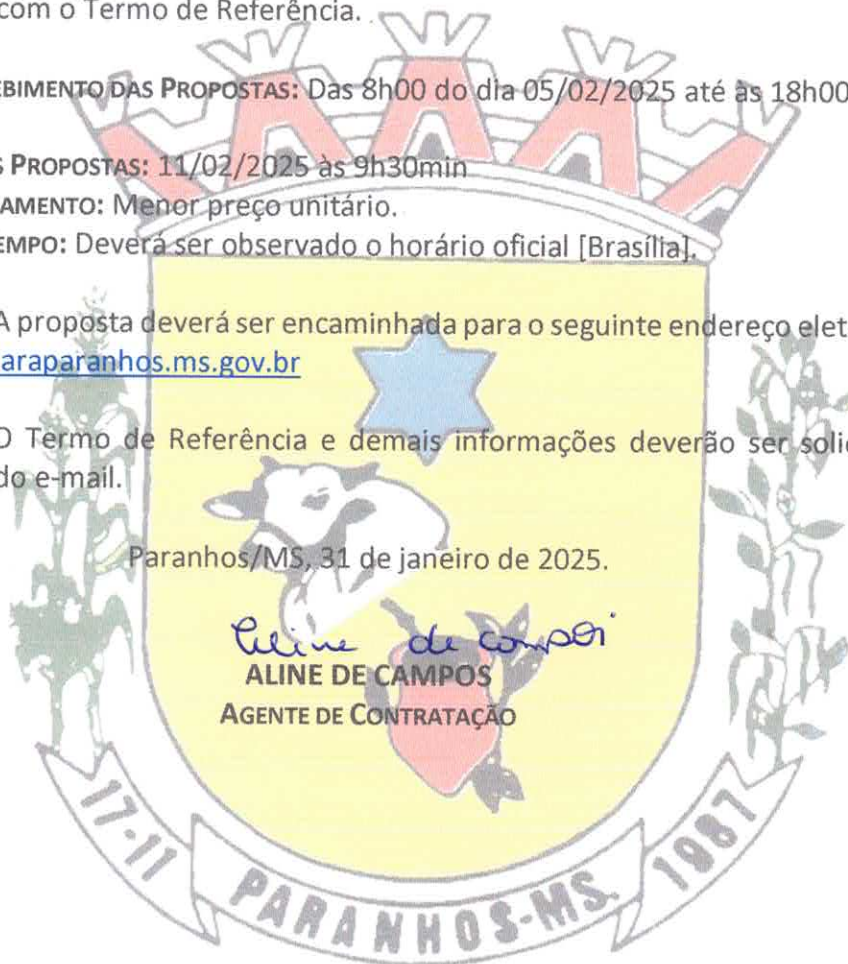 com o Termo de Referência.
EBIMENTO DAS PROPOSTAS: Das 8h00 do dia 05/02/2025 até às 18h00
S PROPOSTAS: 11/02/2025 às 9h30min
AMENTO: Menor preço unitário.
EMPO: Deverá ser observado o horário oficial [Brasília].
A proposta deverá ser encaminhada para o seguinte endereço elet
araparanhos.ms.gov.br
O Termo de Referência e demais informações deverão ser solic
do e-mail.
Paranhos/MS, 31 de janeiro de 2025.
Aline de Campos
ALINE DE CAMPOS
AGENTE DE CONTRATAÇÃO
17-11 PARANHOS-MS. 1987